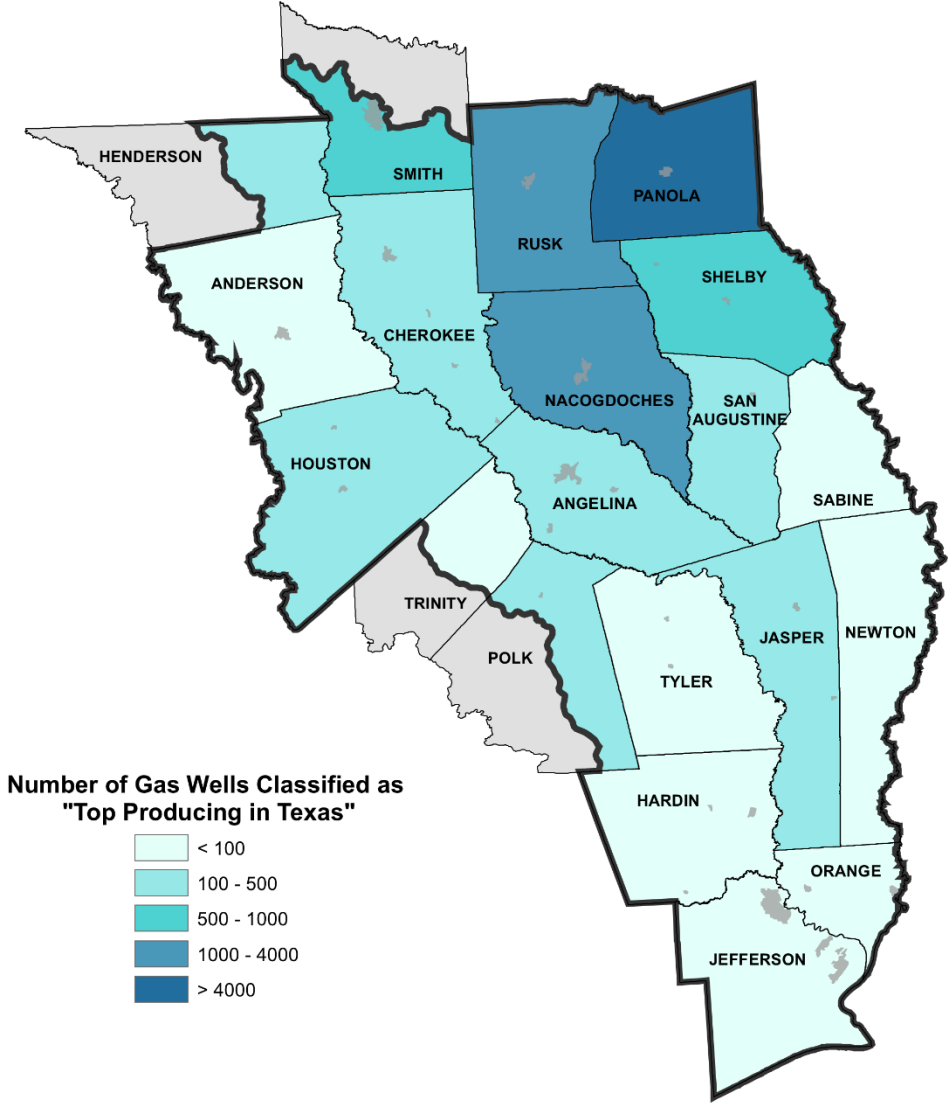 HENDERSON
SMITH
PANOLA
RUSK
SHELBY
ANDERSON
CHEROKEE
NACOGDOCHES
SAN
AUGUSTINE
HOUSTON
ANGELINA
SABINE
TRINITY
JASPER
NEWTON
POLK
TYLER
Number of Gas Wells Classified as
"Top Producing in Texas"
< 100
100 - 500
500 - 1000
1000 - 4000
> 4000
HARDIN
ORANGE
JEFFERSON